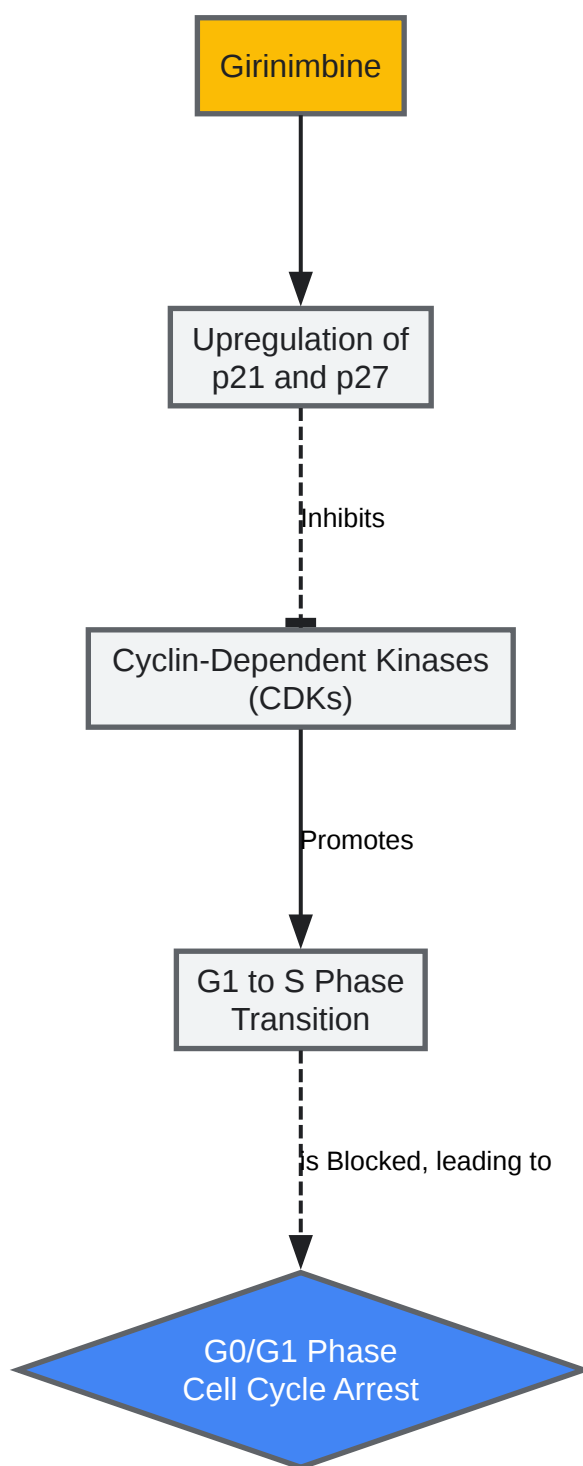 Girinimbine
Upregulation of
p21 and p27
Inhibits
Cyclin-Dependent Kinases
(CDKs)
Promotes
G1 to S Phase
Transition
is Blocked, leading to
G0/G1 Phase
Cell Cycle Arrest